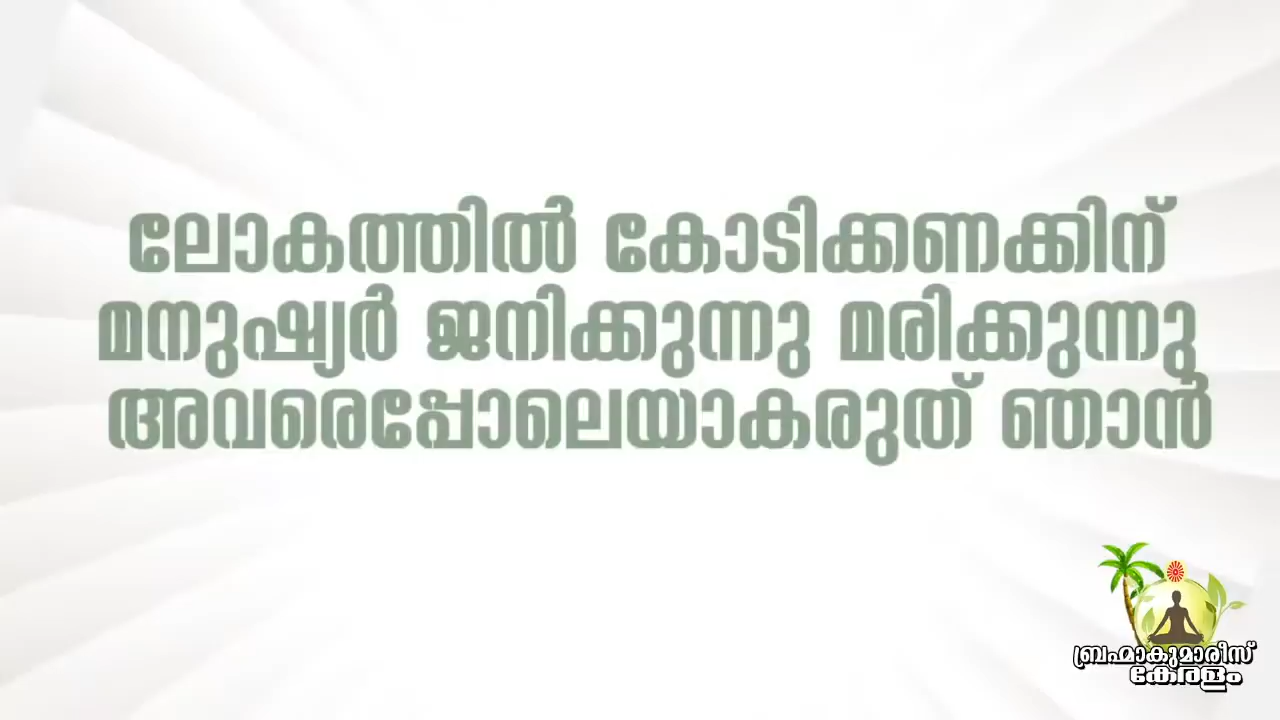 ലോകത്തിൽ കോടിക്കണക്കിന്
മനുഷ്യർ ജനിക്കുന്നു മരിക്കുന്നു
അവരെപ്പോലെയാകരുത് ഞാൻ
ബ്രഹ്മാകുമാരീസ്
കേരളം